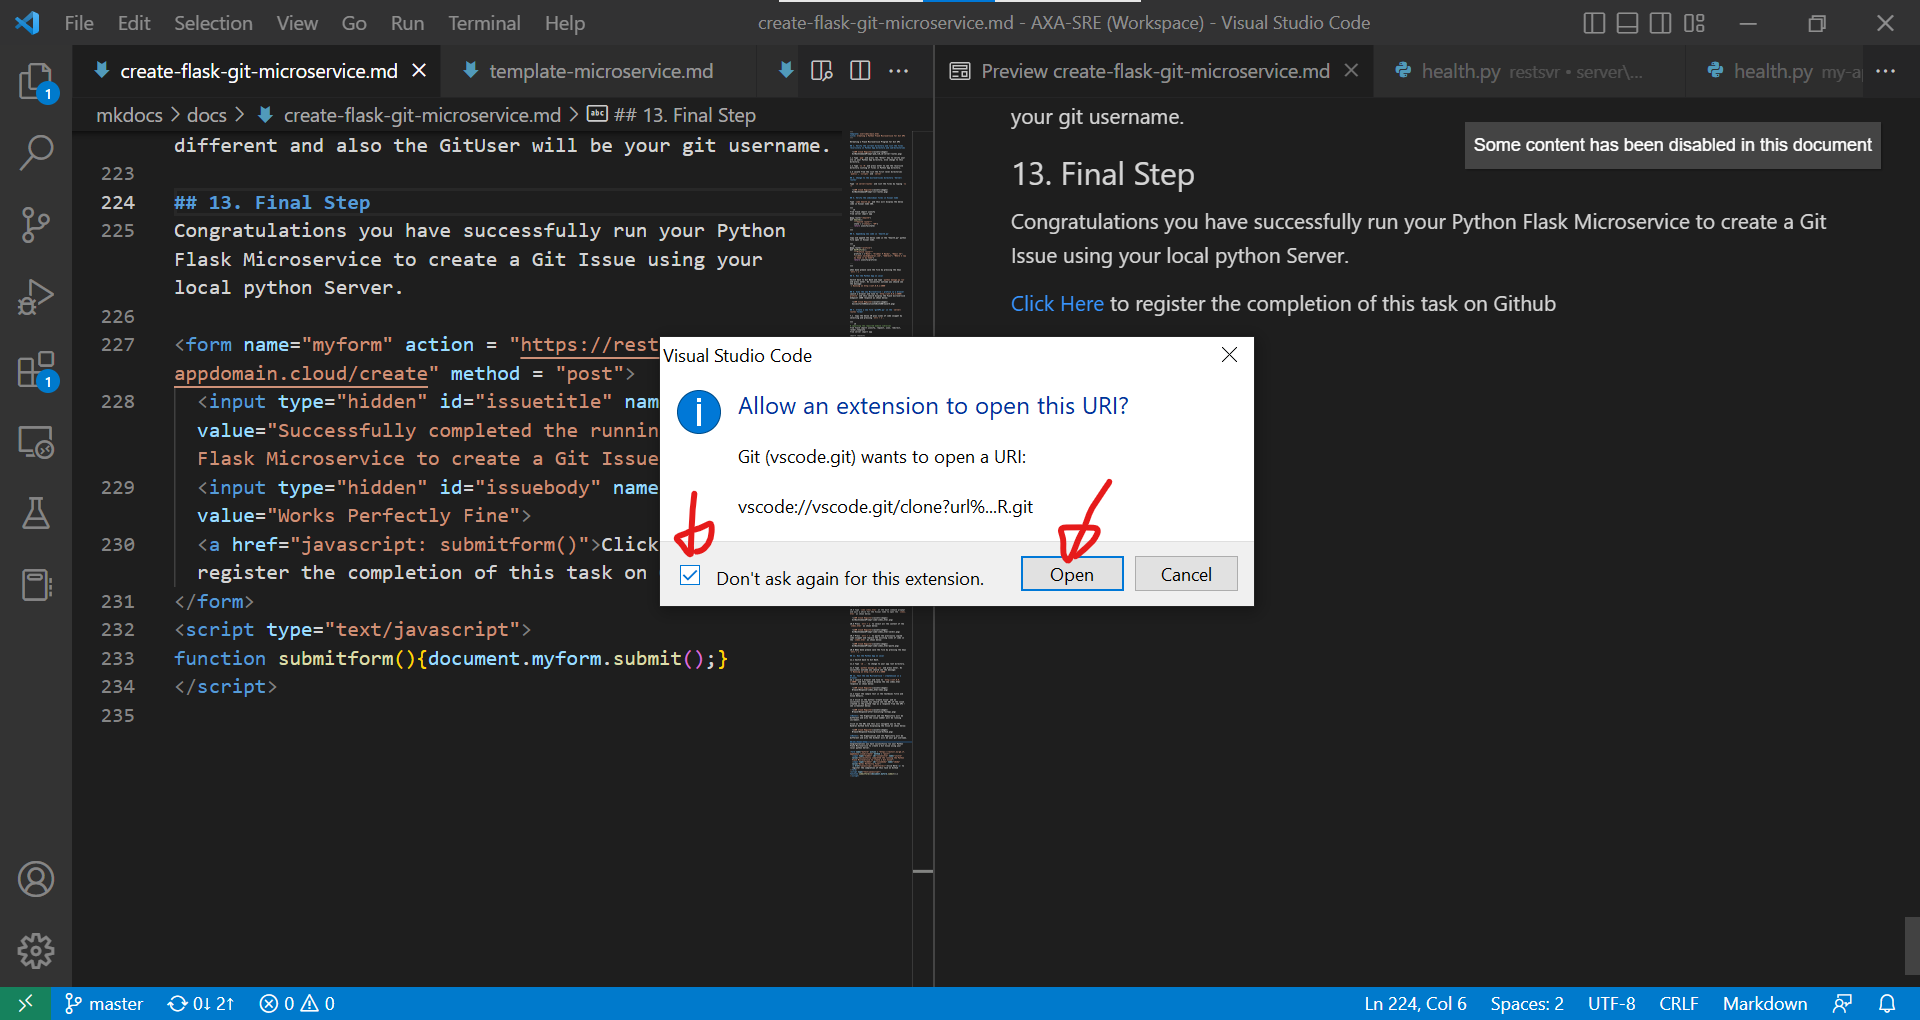 File Edit Selection View Go Run Terminal Help
create-flask-git-microservice.md - AXA-SRE (Workspace) - Visual Studio Code
create-flask-git-microservice.md
template-microservice.md
Preview create-flask-git-microservice.md
health.py restsvr • server\...
health.py my-a
mkdocs > docs > create-flask-git-microservice.md > ## 13. Final Step
different and also the GitUser will be your git username.
223
224 ## 13. Final Step
225 Congratulations you have successfully run your Python
Flask Microservice to create a Git Issue using your
local python Server.
226
227 <form name="myform" action = "https://rest
appdomain.cloud/create" method = "post">
228 <input type="hidden" id="issuetitle" nam
value="Successfully completed the runnin
Flask Microservice to create a Git Issue
229 <input type="hidden" id="issuebody" name
value="Works Perfectly Fine">
230 <a href="javascript: submitform()">Click
register the completion of this task on
231 </form>
232 <script type="text/javascript">
233 function submitform(){document.myform.submit();}
234 </script>
235
your git username.
Some content has been disabled in this document
13. Final Step
Congratulations you have successfully run your Python Flask Microservice to create a Git
Issue using your local python Server.
Click Here to register the completion of this task on Github
Visual Studio Code
Allow an extension to open this URI?
Git (vscode.git) wants to open a URI:
vscode://vscode.git/clone?url%...R.git
Don't ask again for this extension.
Open
Cancel
1
1
master 0↓ 2↑ 0 0
Ln 224, Col 6 Spaces: 2 UTF-8 CRLF Markdown